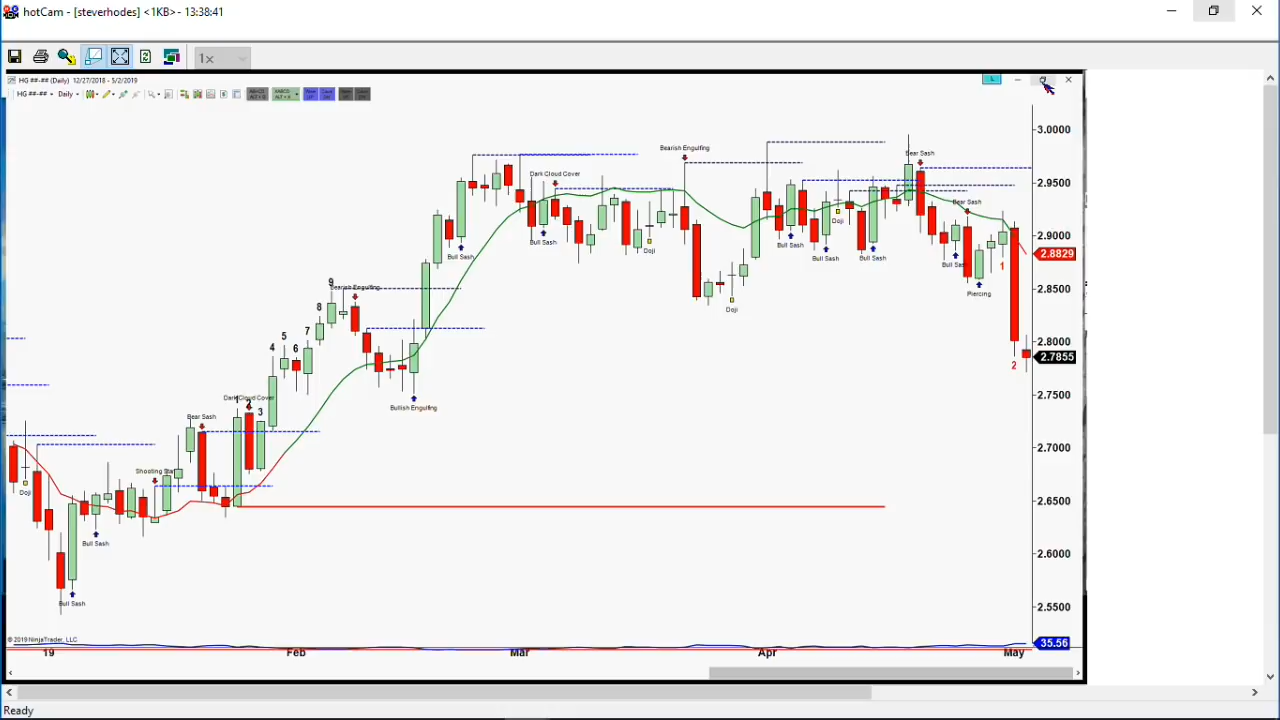 hotCam - [steverhodes] <1KB> - 13:38:41
1x
HG ##-## (Daily) 12/27/2018 - 5/2/2019
L
HG ##-## Daily
3.0000
Bearish Engulfing
Bear Sash
Dark Cloud Cover
2.9500
Bear Sash
Doji
2.9000
Bull Sash
Bull Sash
Doji
Bull Sash
Bull Sash
Bull Sash
Bull Sash
1
2.8829
9
Bearish Engulfing
Piercing
2.8500
8
Doji
7
5
4
6
2.8000
2.7855
2
Dark Cloud Cover
1
2
3
Bullish Engulfing
2.7500
Bear Sash
2.7000
Shooting Star
Doji
2.6500
Bull Sash
2.6000
Bull Sash
2.5500
© 2019 NinjaTrader, LLC
35.56
19
Feb
Mar
Apr
May
Ready